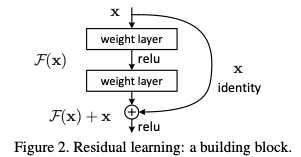 x
weight layer
F(x)
relu
x
weight layer
identity
F(x) + x
relu
Figure 2. Residual learning: a building block.